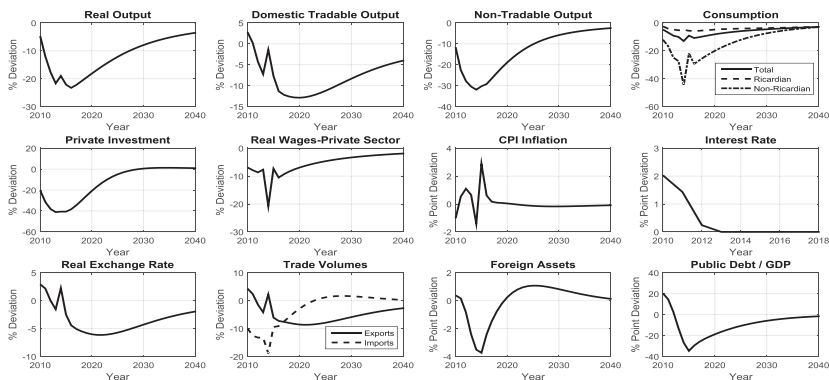 Real Output
% Deviation
0
-10
-20
-30
2010 2020 2030 2040
Year
Domestic Tradable Output
% Deviation
5
0
-5
-10
-15
2010 2020 2030 2040
Year
Non-Tradable Output
% Deviation
0
-10
-20
-30
-40
2010 2020 2030 2040
Year
Consumption
% Deviation
0
-20
-40
-60
Total
Ricardian
Non-Ricardian
2010 2020 2030 2040
Year
Private Investment
% Deviation
20
0
-20
-40
-60
2010 2020 2030 2040
Year
Real Wages-Private Sector
% Deviation
0
-10
-20
-30
2010 2020 2030 2040
Year
CPI Inflation
% Point Deviation
4
2
0
-2
2010 2020 2030 2040
Year
Interest Rate
% Point Deviation
3
2
1
0
2010 2012 2014 2016 2018
Year
Real Exchange Rate
% Deviation
5
0
-5
-10
2010 2020 2030 2040
Year
Trade Volumes
% Deviation
10
0
-10
-20
Exports
Imports
2010 2020 2030 2040
Year
Foreign Assets
% Point Deviation
2
0
-2
-4
2010 2020 2030 2040
Year
Public Debt / GDP
% Point Deviation
40
20
0
-20
-40
2010 2020 2030 2040
Year